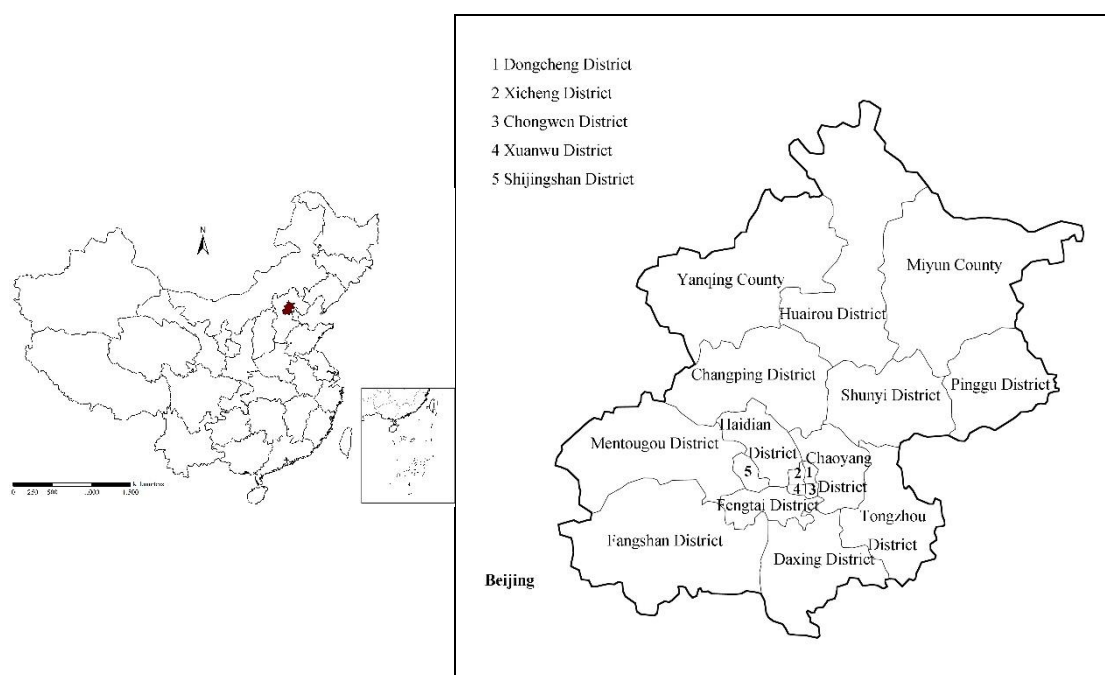 1 Dongcheng District
2 Xicheng District
3 Chongwen District
4 Xuanwu District
5 Shijingshan District
N
Yanqing County
Miyun County
Huairou District
Changping District
Shunyi District
Pinggu District
Haidian
District
Mentougou District
Chaoyang
District
5
2 1
4 3
Fengtai District
Tongzhou
District
Fangshan District
Daxing District
Beijing
0 250 500 1,000 1,500